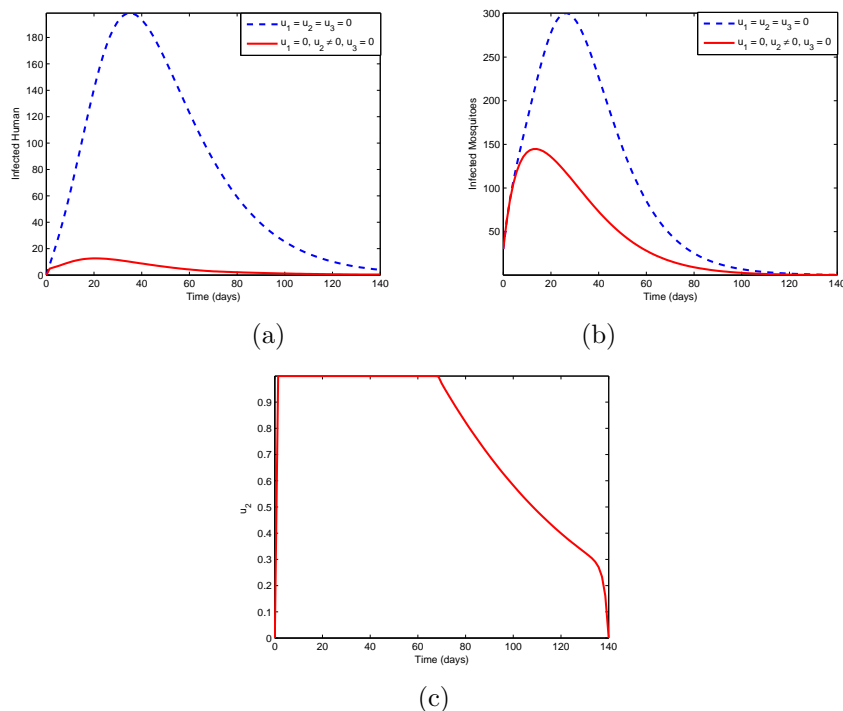 u1 = u2 = u3 = 0
u1 = 0, u2 ≠ 0, u3 = 0
Infected Human
180
160
140
120
100
80
60
40
20
0
0 20 40 60 80 100 120 140
Time (days)
(a)
u1 = u2 = u3 = 0
u1 = 0, u2 ≠ 0, u3 = 0
Infected Mosquitoes
300
250
200
150
100
50
0 20 40 60 80 100 120 140
Time (days)
(b)
u2
0.9
0.8
0.7
0.6
0.5
0.4
0.3
0.2
0.1
0
0 20 40 60 80 100 120 140
Time (days)
(c)